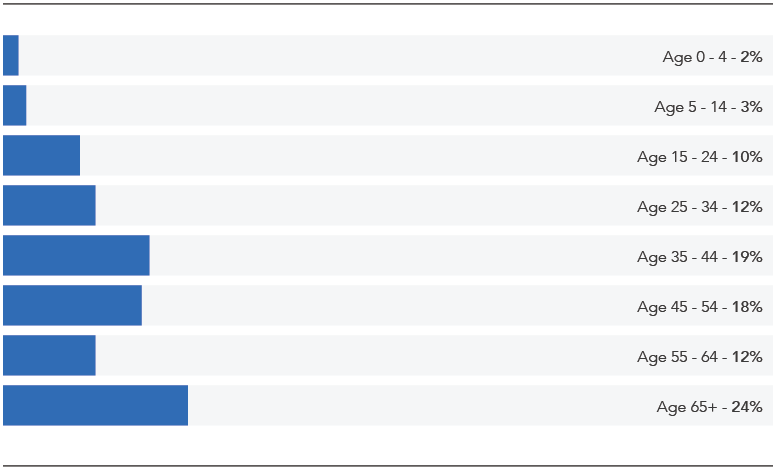 Age 0 - 4 - 2%
Age 5 - 14 - 3%
Age 15 - 24 - 10%
Age 25 - 34 - 12%
Age 35 - 44 - 19%
Age 45 - 54 - 18%
Age 55 - 64 - 12%
Age 65+ - 24%